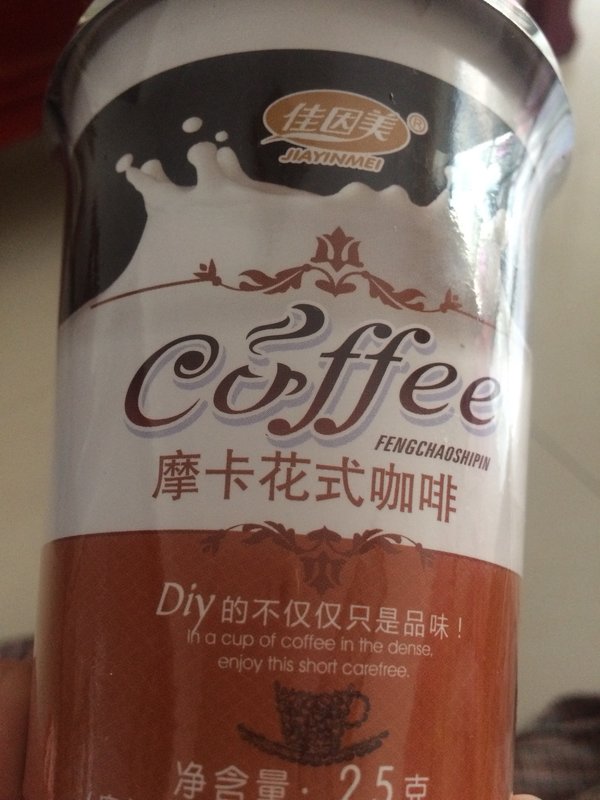 佳因美®
JIAYINMEI
Coffee
FENGCHAOSHIPIN
摩卡花式咖啡
Diy的不仅仅只是品味！
In a cup of coffee in the dense,
enjoy this short carefree.
净含量：25克